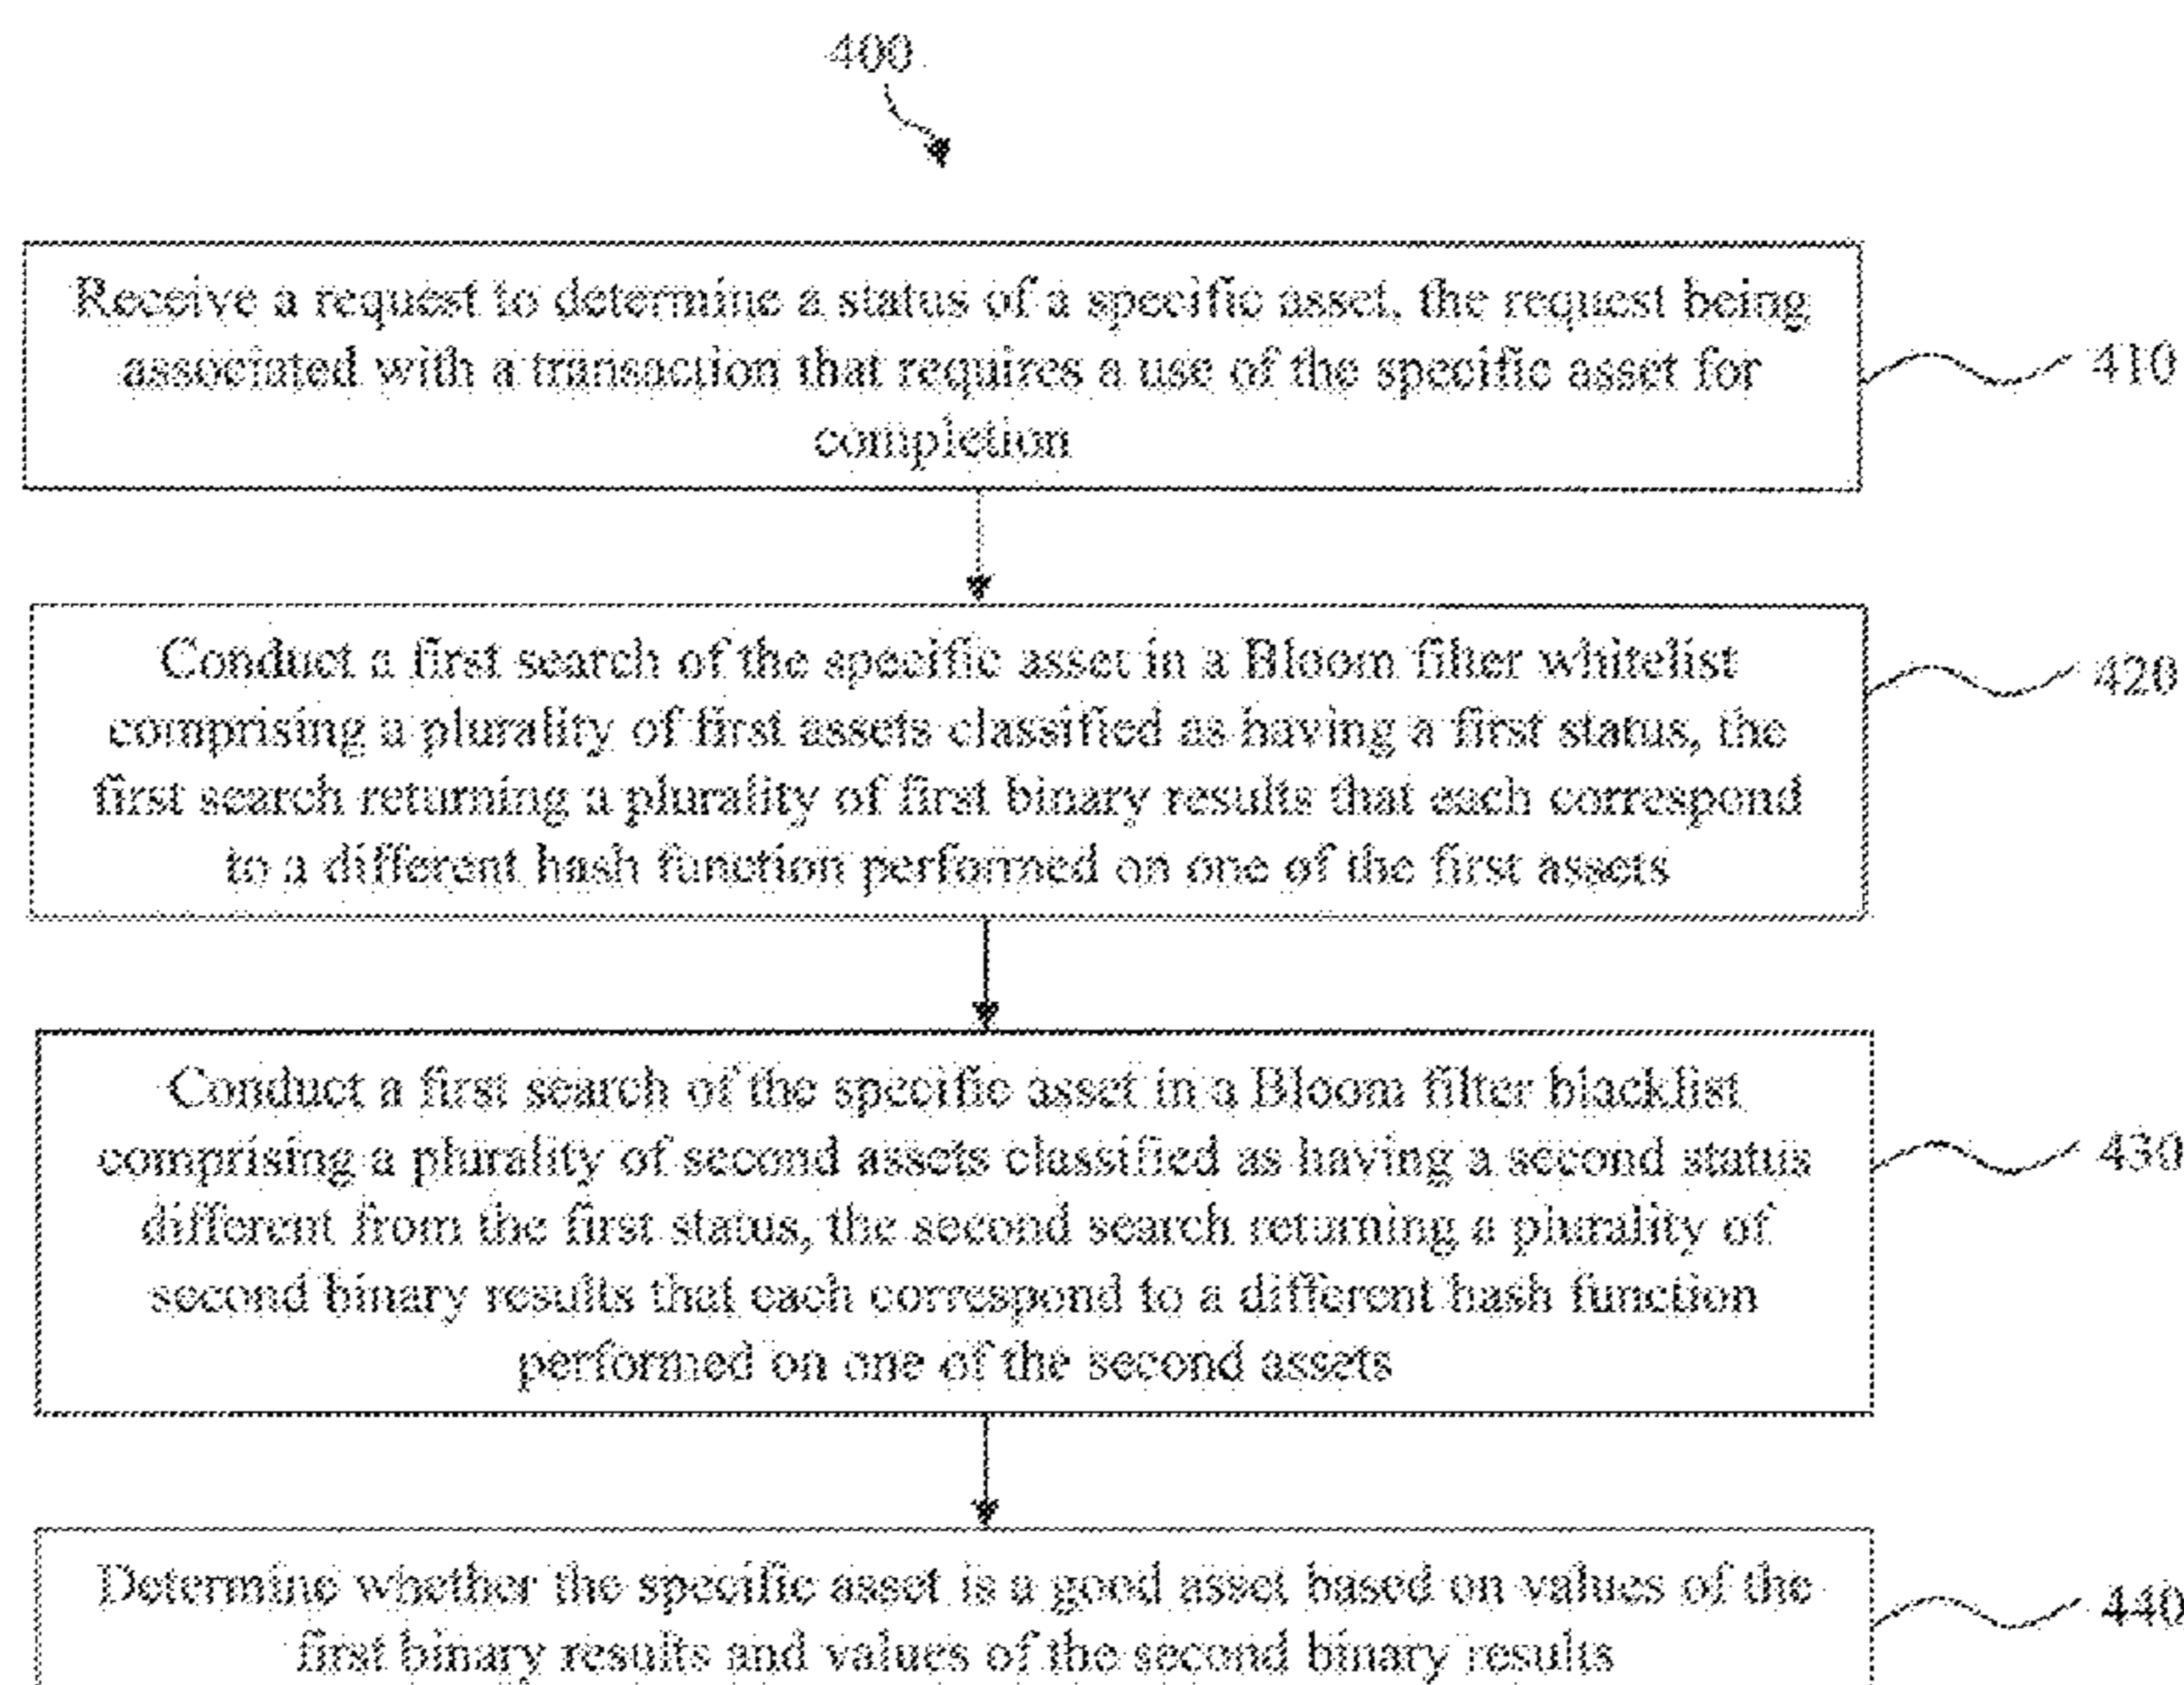 400
Receive a request to determine a status of a specific asset, the request being
associated with a transaction that requires a use of the specific asset for
completion
410
Conduct a first search of the specific asset in a Bloom filter whitelist
comprising a plurality of first assets classified as having a first status, the
first search returning a plurality of first binary results that each correspond
to a different hash function performed on one of the first assets
420
Conduct a first search of the specific asset in a Bloom filter blacklist
comprising a plurality of second assets classified as having a second status
different from the first status, the second search returning a plurality of
second binary results that each correspond to a different hash function
performed on one of the second assets
430
Determine whether the specific asset is a good asset based on values of the
first binary results and values of the second binary results
440